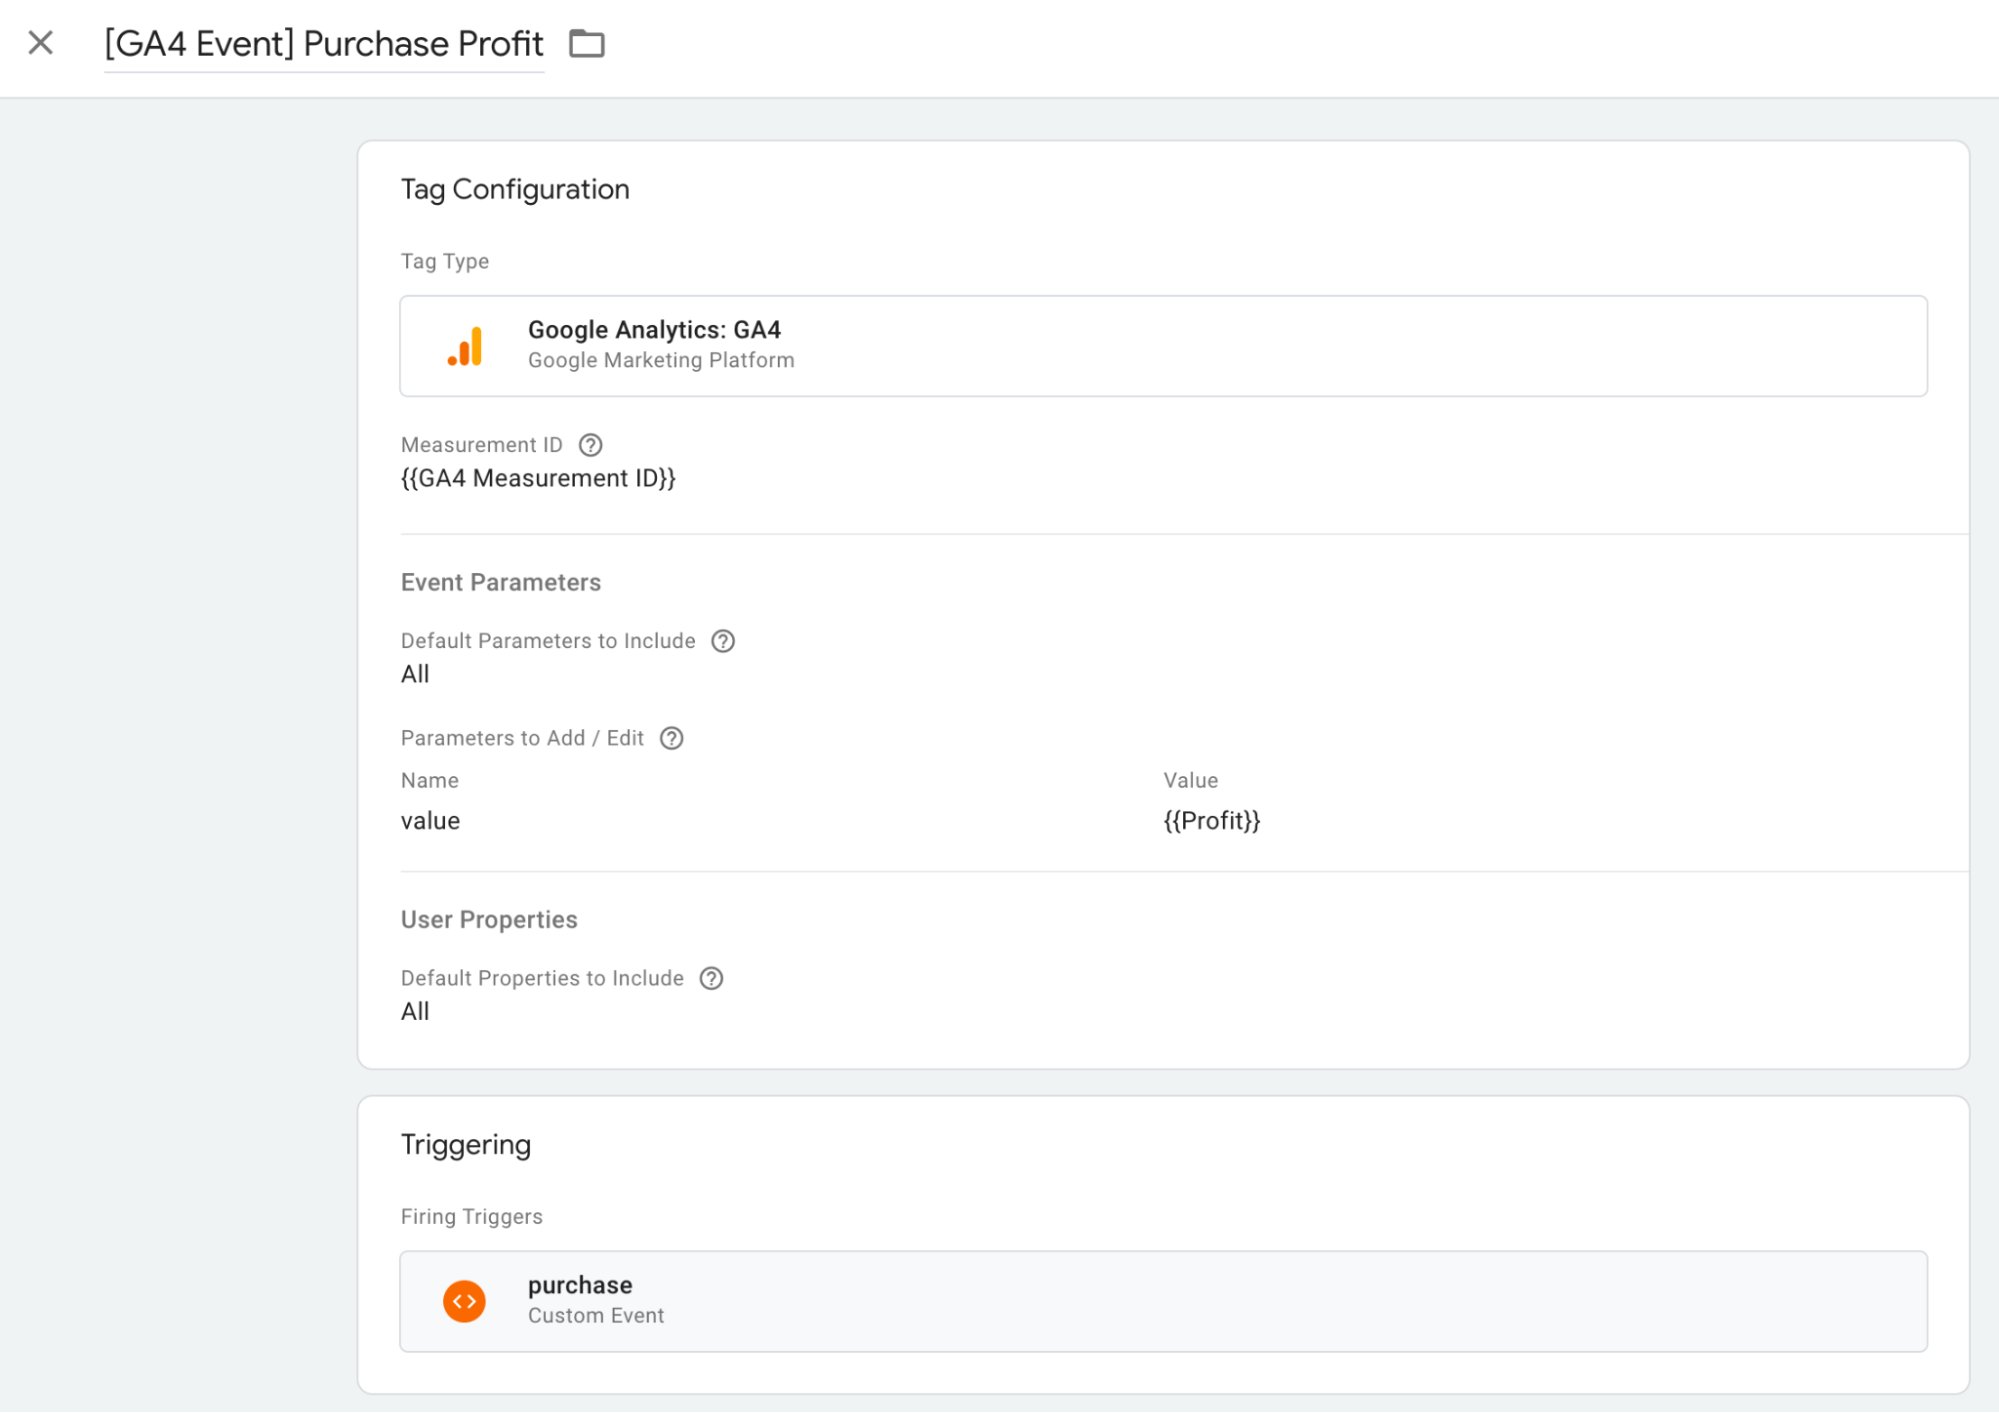 [GA4 Event] Purchase Profit
Tag Configuration
Tag Type
Google Analytics: GA4
Google Marketing Platform
Measurement ID
{{GA4 Measurement ID}}
Event Parameters
Default Parameters to Include
All
Parameters to Add / Edit
Name Value
value {{Profit}}
User Properties
Default Properties to Include
All
Triggering
Firing Triggers
purchase
Custom Event